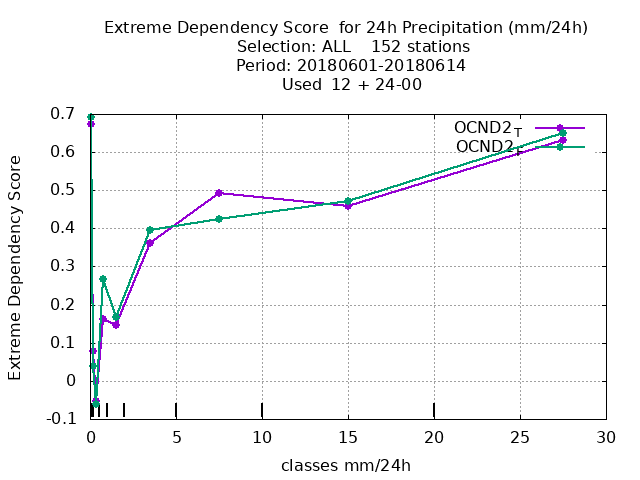 Extreme Dependency Score  for 24h Precipitation (mm/24h)
Selection: ALL    152 stations
Period: 20180601-20180614
Used  12 + 24-00
OCND2T
OCND2
0.7
0.6
0.5
0.4
0.3
0.2
0.1
0
-0.1
Extreme Dependency Score
0 5 10 15 20 25 30
classes mm/24h